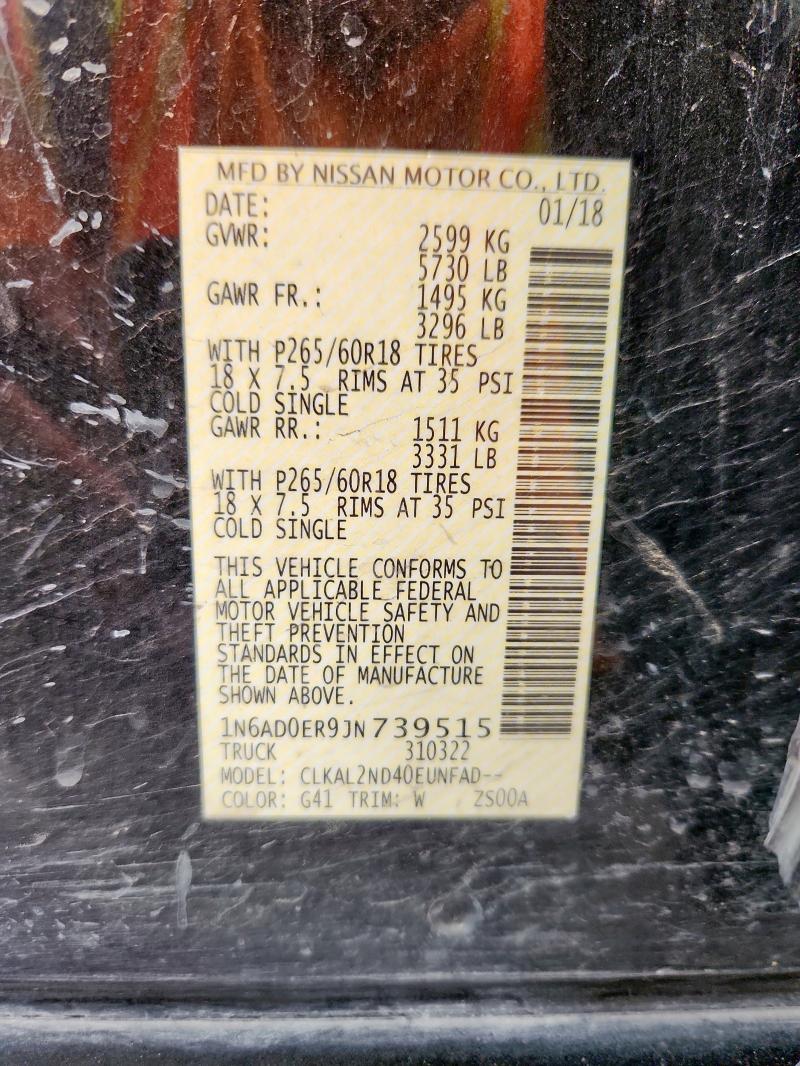 MFD BY NISSAN MOTOR CO., LTD.
DATE: 01/18
GVWR: 2599 KG
5730 LB
GAWR FR.: 1495 KG
3296 LB
WITH P265/60R18 TIRES
18 X 7.5 RIMS AT 35 PSI
COLD SINGLE
GAWR RR.: 1511 KG
3331 LB
WITH P265/60R18 TIRES
18 X 7.5 RIMS AT 35 PSI
COLD SINGLE
THIS VEHICLE CONFORMS TO
ALL APPLICABLE FEDERAL
MOTOR VEHICLE SAFETY AND
THEFT PREVENTION
STANDARDS IN EFFECT ON
THE DATE OF MANUFACTURE
SHOWN ABOVE.
1N6AD0ER9JN739515
TRUCK 310322
MODEL: CLKAL2ND40EUNFAD--
COLOR: G41 TRIM: W ZS00A